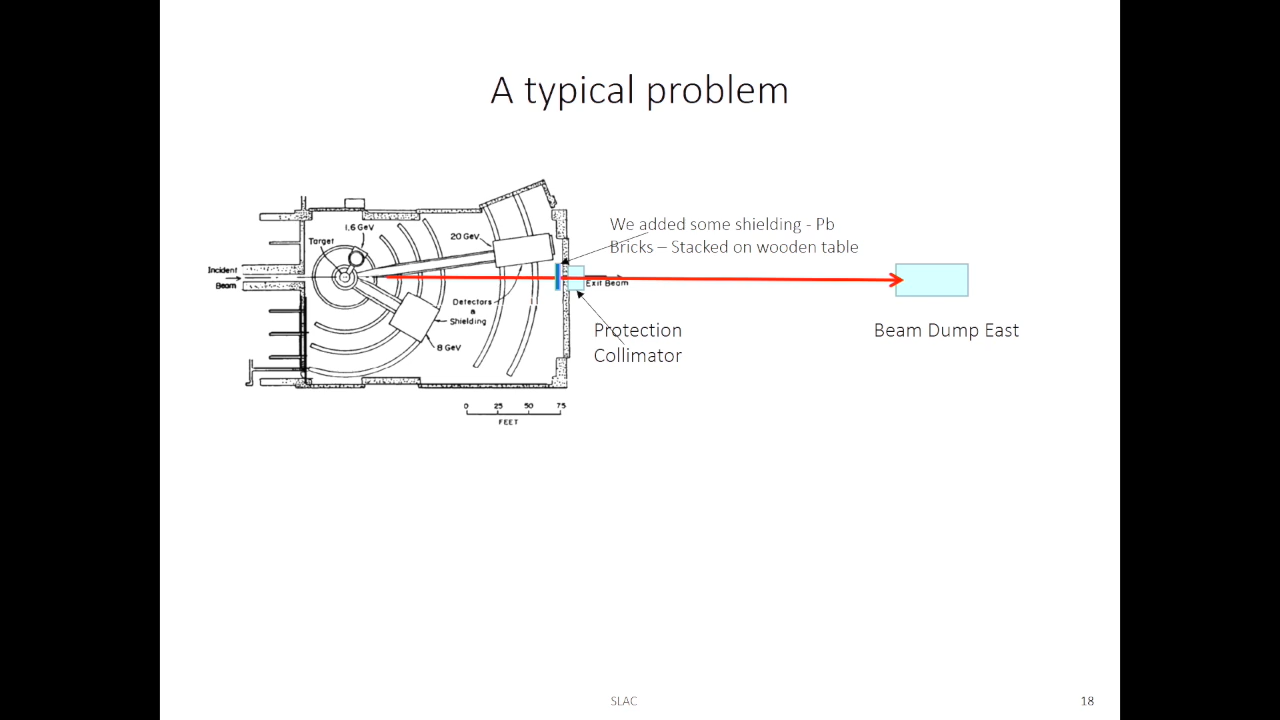 A typical problem
We added some shielding - Pb
Bricks – Stacked on wooden table
1.6 GeV
20 GeV
Target
Incident
Beam
Exit Beam
Detectors
&
Shielding
8 GeV
Protection
Collimator
Beam Dump East
0 25 50 75
FEET
SLAC
18